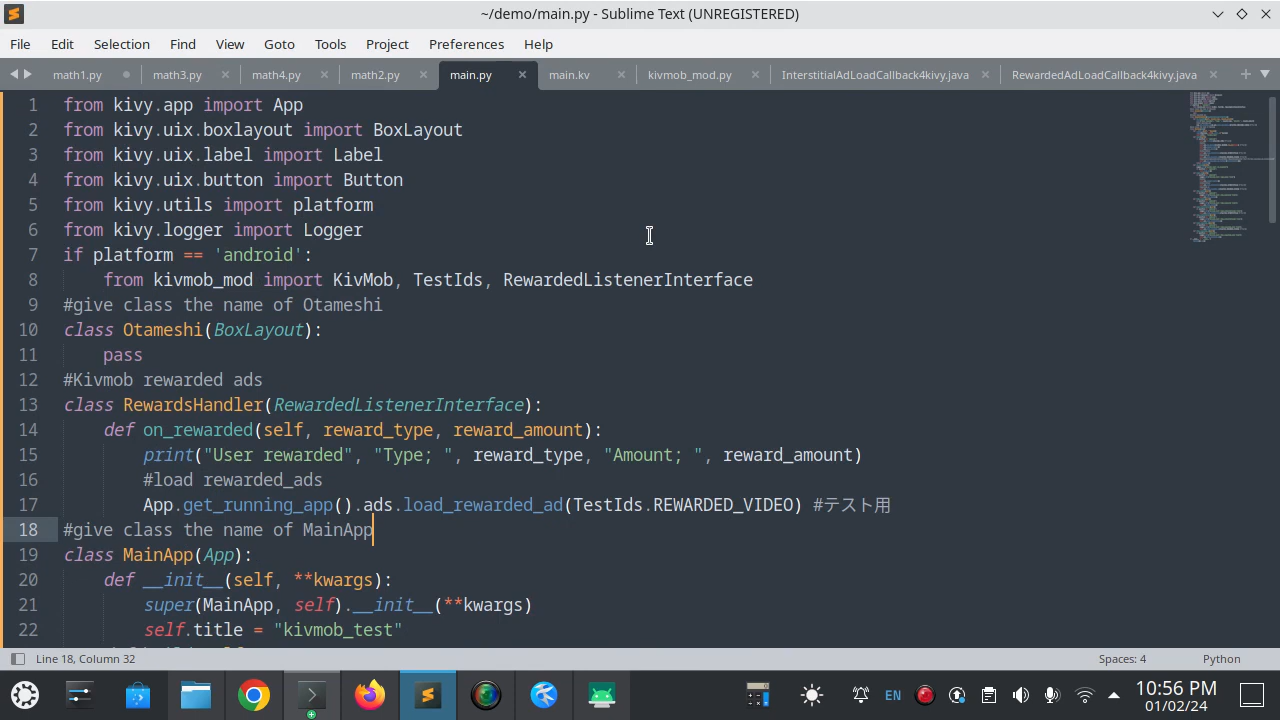 ~/demo/main.py - Sublime Text (UNREGISTERED)
File Edit Selection Find View Goto Tools Project Preferences Help
math1.py math3.py math4.py math2.py main.py main.kv kivmob_mod.py InterstitialAdLoadCallback4kivy.java RewardedAdLoadCallback4kivy.java
1 from kivy.app import App
2 from kivy.uix.boxlayout import BoxLayout
3 from kivy.uix.label import Label
4 from kivy.uix.button import Button
5 from kivy.utils import platform
6 from kivy.logger import Logger
7 if platform == 'android':
8 from kivmob_mod import KivMob, TestIds, RewardedListenerInterface
9 #give class the name of Otameshi
10 class Otameshi(BoxLayout):
11 pass
12 #Kivmob rewarded ads
13 class RewardsHandler(RewardedListenerInterface):
14 def on_rewarded(self, reward_type, reward_amount):
15 print("User rewarded", "Type; ", reward_type, "Amount; ", reward_amount)
16 #load rewarded_ads
17 App.get_running_app().ads.load_rewarded_ad(TestIds.REWARDED_VIDEO) #テスト用
18 #give class the name of MainApp
19 class MainApp(App):
20 def __init__(self, **kwargs):
21 super(MainApp, self).__init__(**kwargs)
22 self.title = "kivmob_test"
Line 18, Column 32 Spaces: 4 Python
EN 10:56 PM
01/02/24